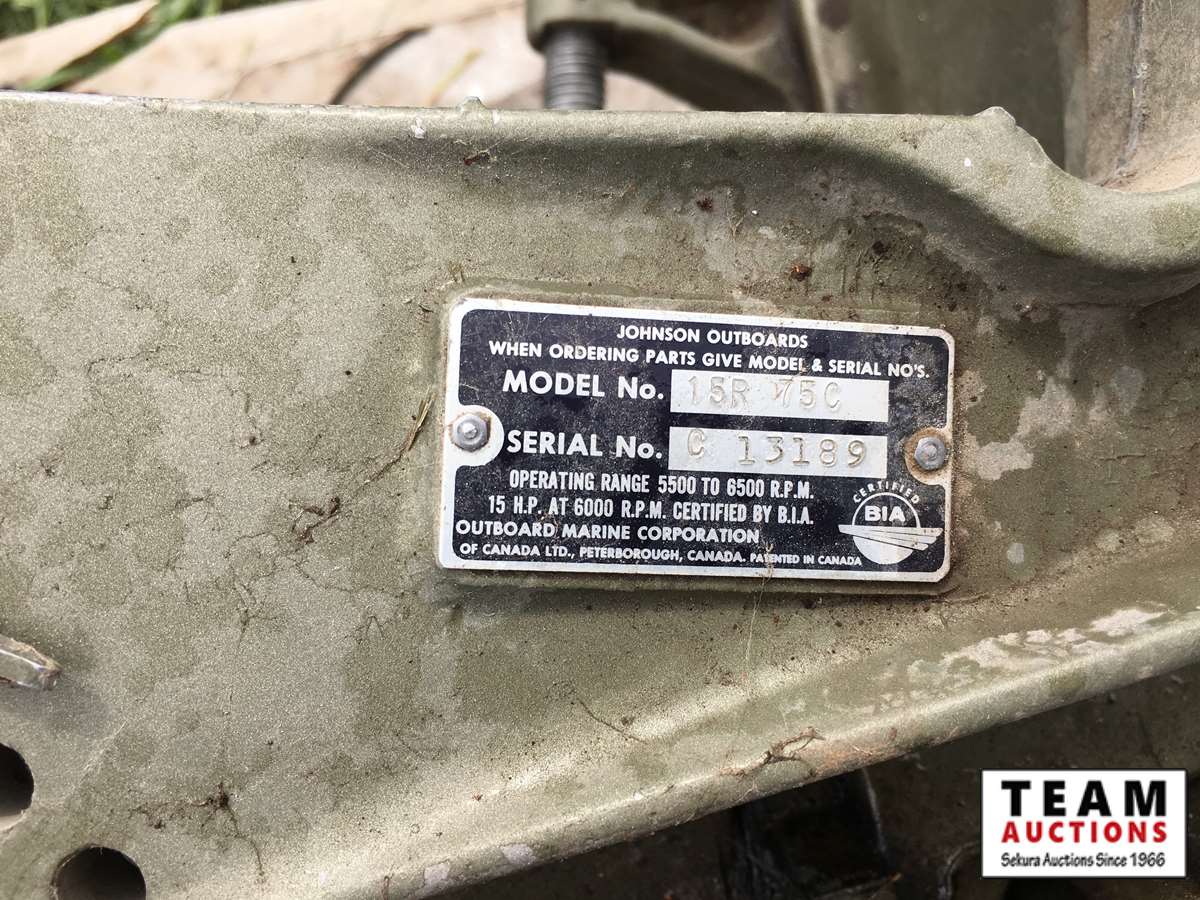 JOHNSON OUTBOARDS
WHEN ORDERING PARTS GIVE MODEL & SERIAL NO'S.
MODEL No. 15R 75C
SERIAL No. C 13189
OPERATING RANGE 5500 TO 6500 R.P.M.
15 H.P. AT 6000 R.P.M. CERTIFIED BY B.I.A.
OUTBOARD MARINE CORPORATION
OF CANADA LTD., PETERBOROUGH, CANADA. PATENTED IN CANADA
CERTIFIED
BIA
TEAM
AUCTIONS
Sekura Auctions Since 1966